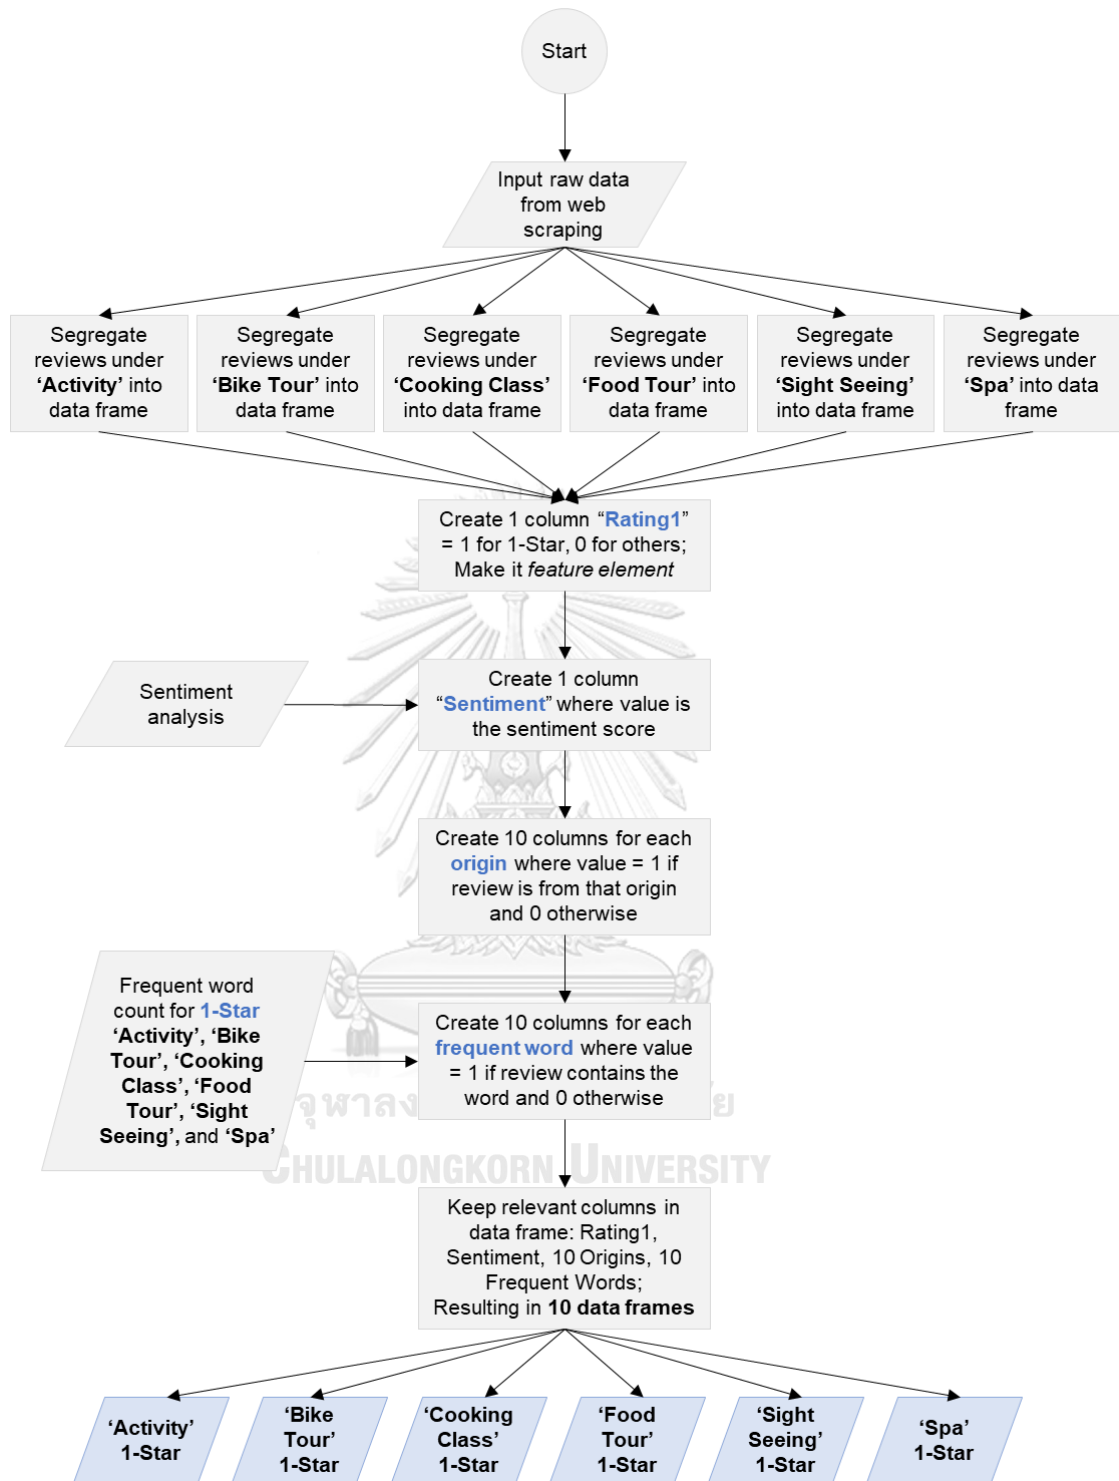 Start
Input raw data
from web
scraping
Segregate
reviews under
‘Activity’ into
data frame
Segregate
reviews under
‘Bike Tour’ into
data frame
Segregate
reviews under
‘Cooking Class’
into data frame
Segregate
reviews under
‘Food Tour’ into
data frame
Segregate
reviews under
‘Sight Seeing’
into data frame
Segregate
reviews under
‘Spa’ into data
frame
Create 1 column “Rating1”
= 1 for 1-Star, 0 for others;
Make it feature element
Sentiment
analysis
Create 1 column
“Sentiment” where value is
the sentiment score
Create 10 columns for each
origin where value = 1 if
review is from that origin
and 0 otherwise
Frequent word
count for 1-Star
‘Activity’, ‘Bike
Tour’, ‘Cooking
Class’, ‘Food
Tour’, ‘Sight
Seeing’, and ‘Spa’
Create 10 columns for each
frequent word where value
= 1 if review contains the
word and 0 otherwise
CHULALONGKORN UNIVERSITY
Keep relevant columns in
data frame: Rating1,
Sentiment, 10 Origins, 10
Frequent Words;
Resulting in 10 data frames
‘Activity’
1-Star
‘Bike
Tour’
1-Star
‘Cooking
Class’
1-Star
‘Food
Tour’
1-Star
‘Sight
Seeing’
1-Star
‘Spa’
1-Star